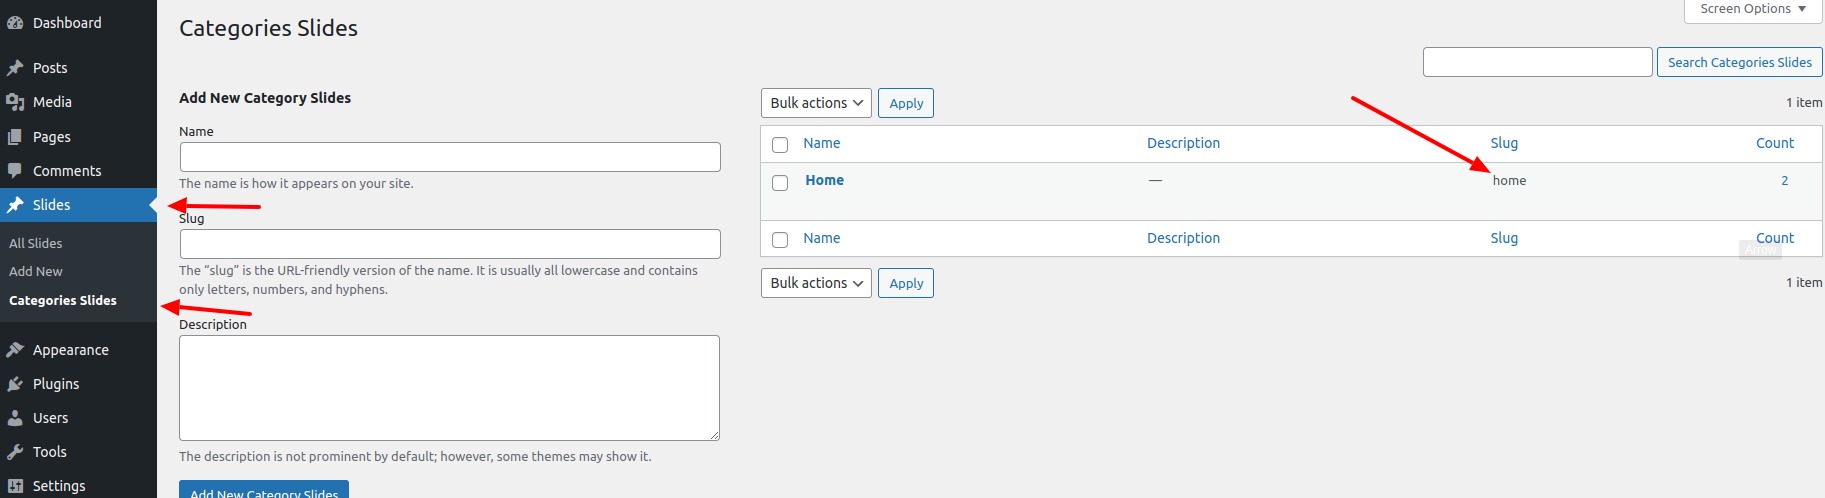 Dashboard
Posts
Media
Pages
Comments
Slides
All Slides
Add New
Categories Slides
Appearance
Plugins
Users
Tools
Settings
Screen Options
Categories Slides
Search Categories Slides
Add New Category Slides
Name
The name is how it appears on your site.
Slug
The “slug” is the URL-friendly version of the name. It is usually all lowercase and contains
only letters, numbers, and hyphens.
Description
The description is not prominent by default; however, some themes may show it.
Add New Category Slides
Bulk actions Apply 1 item
Name Description Slug Count
Home — home 2
Name Description Slug Count
Arrow
Bulk actions Apply 1 item